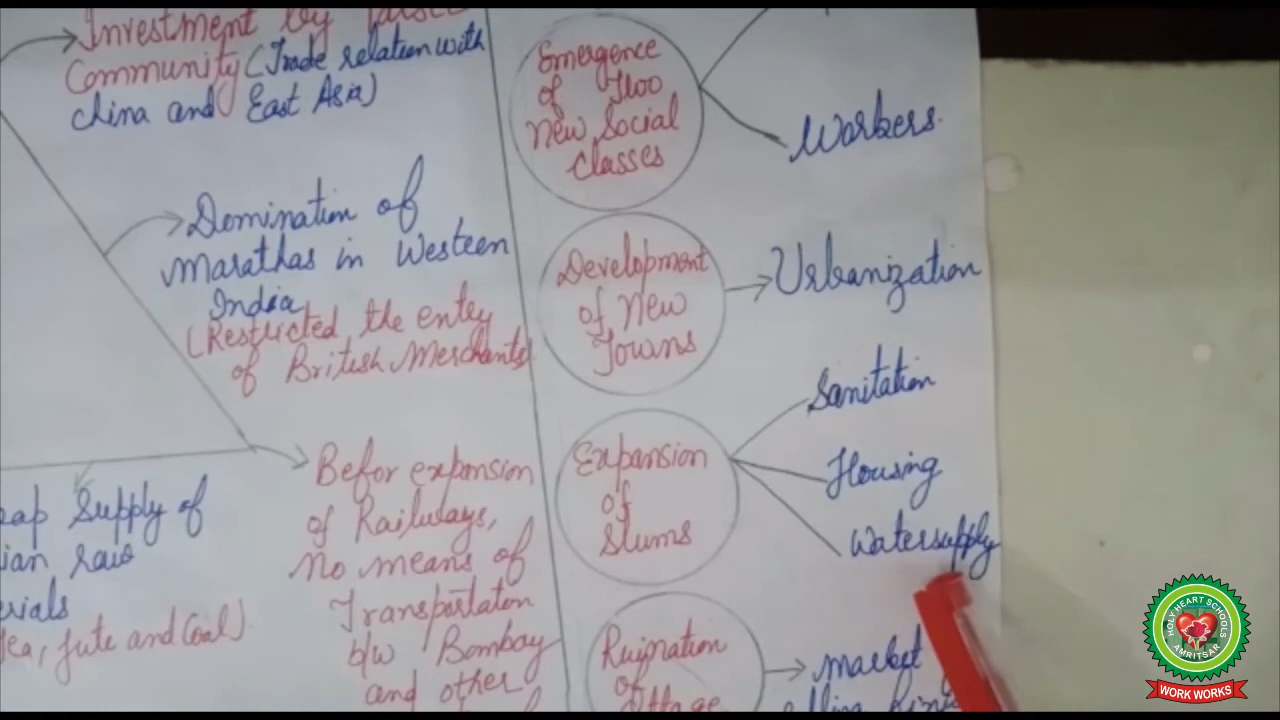 Investment by Parsi
Community (Trade relation with
China and East Asia)
Domination of
Marathas in Western
India
(Restricted the entry
of British Merchants)
Befor expansion
of Railways,
No means of
Transportaton
b/w Bombay
and other
Supply of
raw
Tea, Jute and Coal)
Emergence
of Two
New Social
Classes
Workers.
Development
of New
Towns
Urbanization
Expansion
of
Slums
Sanitation
Housing
Watersupply
Ruination
of
market
HOLY HEART SCHOOLS
AMRITSAR
WORK WORKS